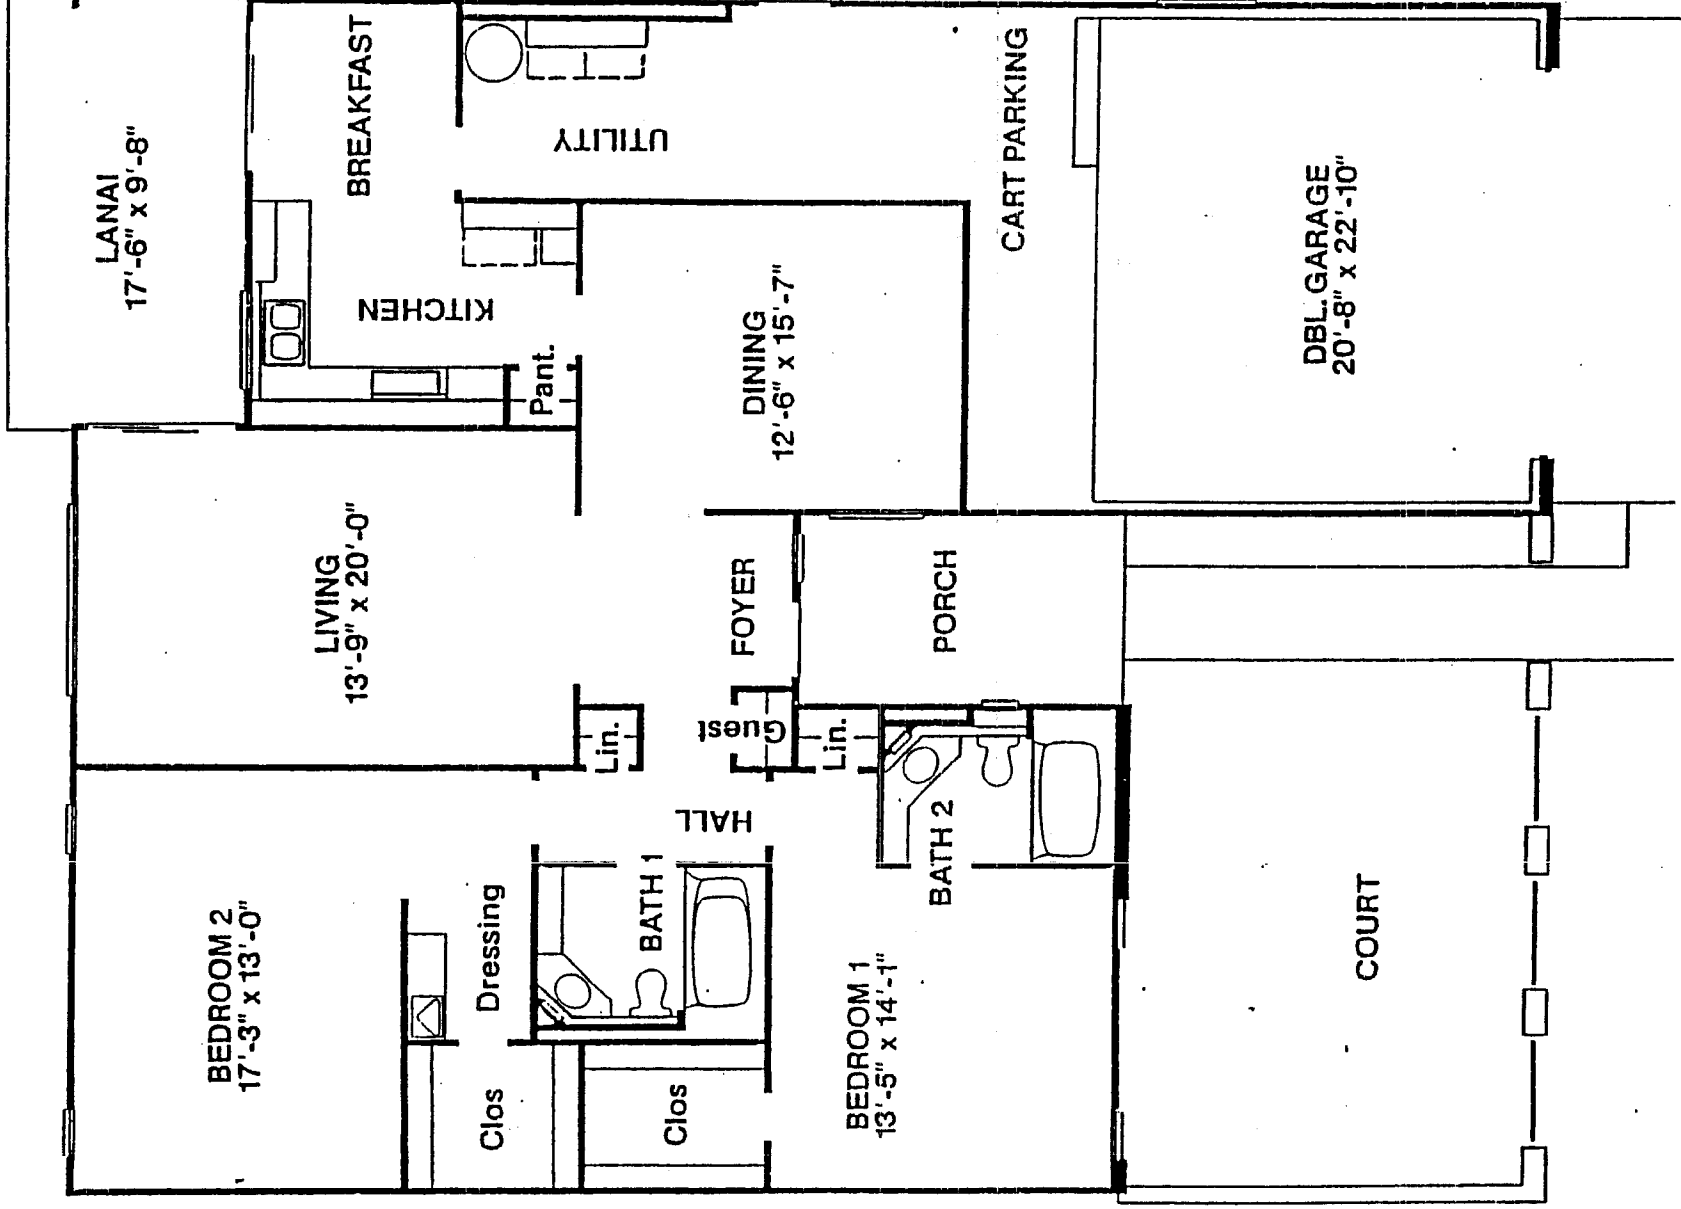 LANAI
17'-6" x 9'-8"
BREAKFAST
UTILITY
CART PARKING
KITCHEN
Pant.
DINING
12'-6" x 15'-7"
DBL. GARAGE
20'-8" x 22'-10"
LIVING
13'-9" x 20'-0"
FOYER
PORCH
Lin.
Guest
Lin.
HALL
BATH 1
BATH 2
BEDROOM 2
17'-3" x 13'-0"
Dressing
Clos
Clos
BEDROOM 1
13'-5" x 14'-1"
COURT